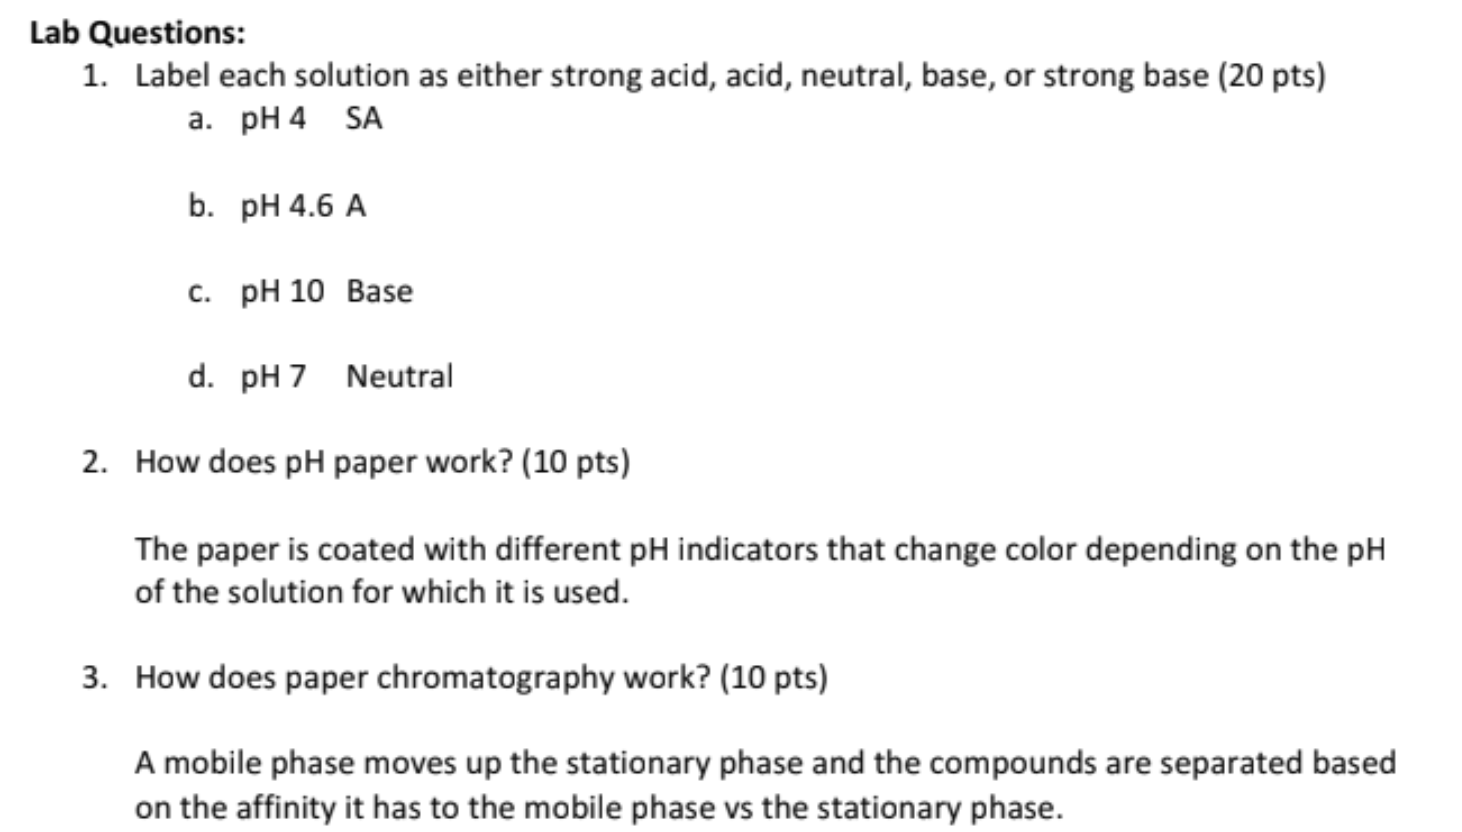 Lab Questions:
1. Label each solution as either strong acid, acid, neutral, base, or strong base (20 pts)
a. pH 4 SA
b. pH 4.6 A
c. pH 10 Base
d. pH 7 Neutral
2. How does pH paper work? (10 pts)
The paper is coated with different pH indicators that change color depending on the pH
of the solution for which it is used.
3. How does paper chromatography work? (10 pts)
A mobile phase moves up the stationary phase and the compounds are separated based
on the affinity it has to the mobile phase vs the stationary phase.